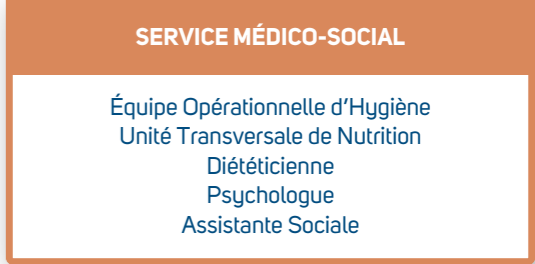 SERVICE MÉDICO-SOCIAL
Équipe Opérationnelle d'Hygiène
Unité Transversale de Nutrition
Diététicienne
Psychologue
Assistante Sociale